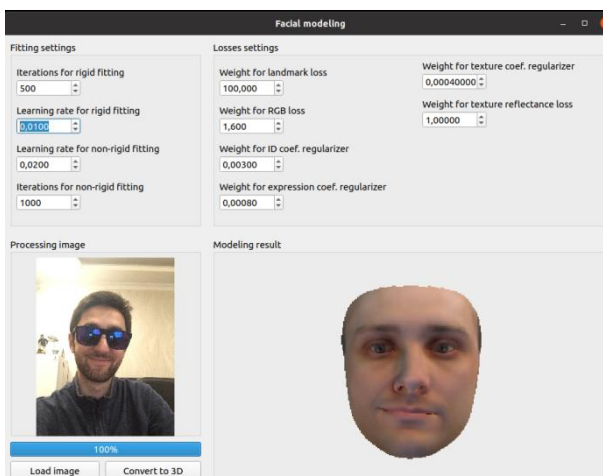 Facial modeling
Fitting settings
Iterations for rigid fitting
500
Learning rate for rigid fitting
0,0100
Learning rate for non-rigid fitting
0,0200
Iterations for non-rigid fitting
1000
Losses settings
Weight for landmark loss
100,000
Weight for RGB loss
1,600
Weight for ID coef. regularizer
0,00300
Weight for expression coef. regularizer
0,00080
Weight for texture coef. regularizer
0,00040000
Weight for texture reflectance loss
1,00000
Processing image
100%
Load image
Convert to 3D
Modeling result